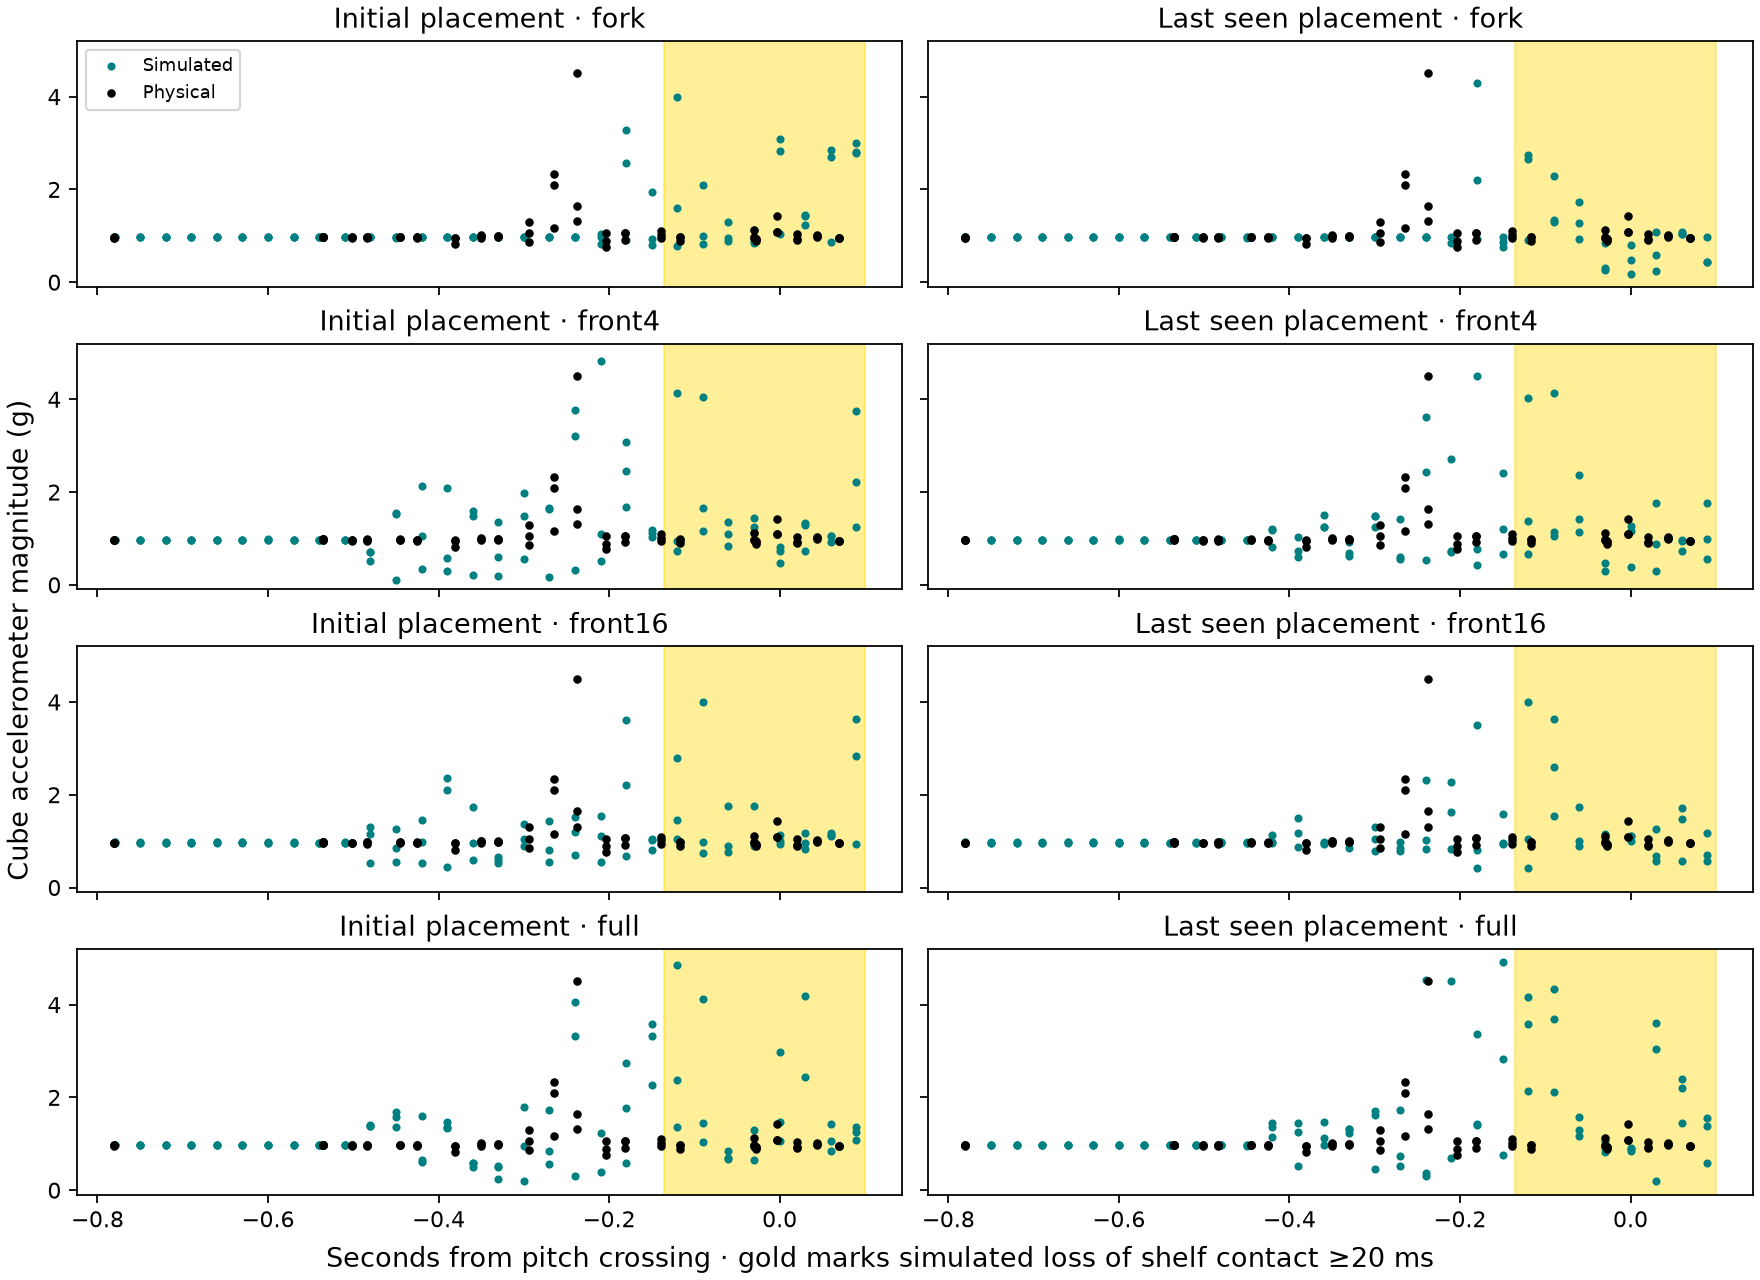 Initial placement · fork
Last seen placement · fork
Simulated
Physical
4
2
0
Initial placement · front4
Last seen placement · front4
4
2
0
Cube accelerometer magnitude (g)
Initial placement · front16
Last seen placement · front16
4
2
0
Initial placement · full
Last seen placement · full
4
2
0
−0.8 −0.6 −0.4 −0.2 0.0
−0.8 −0.6 −0.4 −0.2 0.0
Seconds from pitch crossing · gold marks simulated loss of shelf contact ≥20 ms